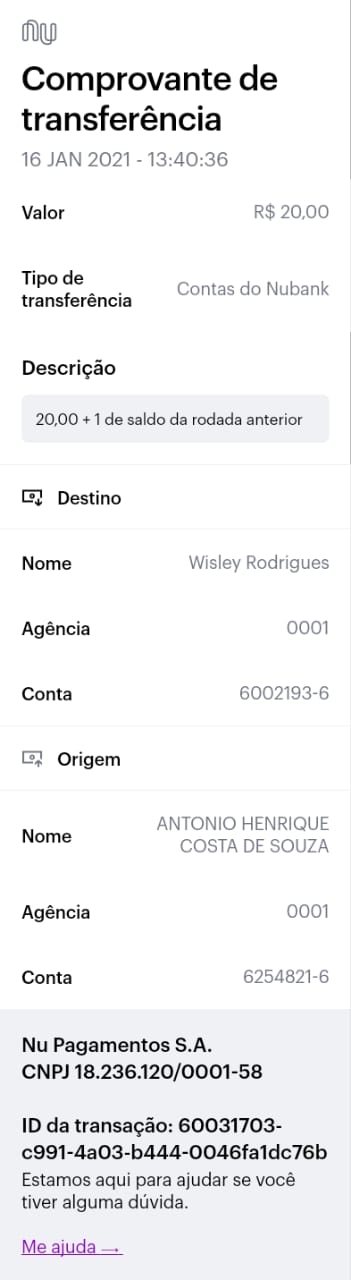 nu
Comprovante de
transferência
16 JAN 2021 - 13:40:36
Valor
R$ 20,00
Tipo de
transferência
Contas do Nubank
Descrição
20,00 + 1 de saldo da rodada anterior
Destino
Nome
Wisley Rodrigues
Agência
0001
Conta
6002193-6
Origem
Nome
ANTONIO HENRIQUE
COSTA DE SOUZA
Agência
0001
Conta
6254821-6
Nu Pagamentos S.A.
CNPJ 18.236.120/0001-58
ID da transação: 60031703-
c991-4a03-b444-0046fa1dc76b
Estamos aqui para ajudar se você
tiver alguma dúvida.
Me ajuda →